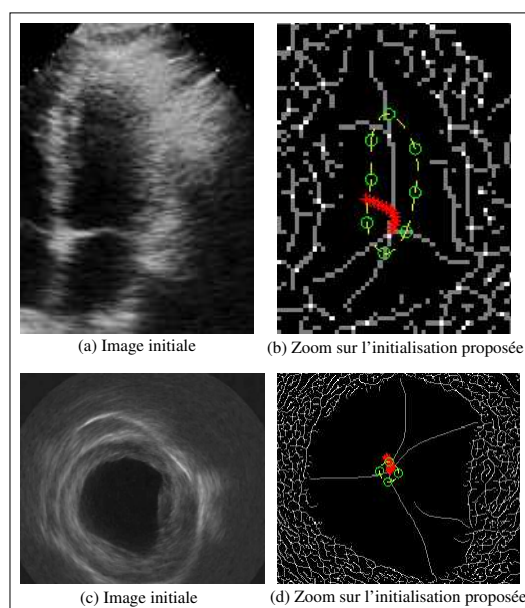 (a) Image initiale
(b) Zoom sur l'initialisation proposée
(c) Image initiale
(d) Zoom sur l'initialisation proposée